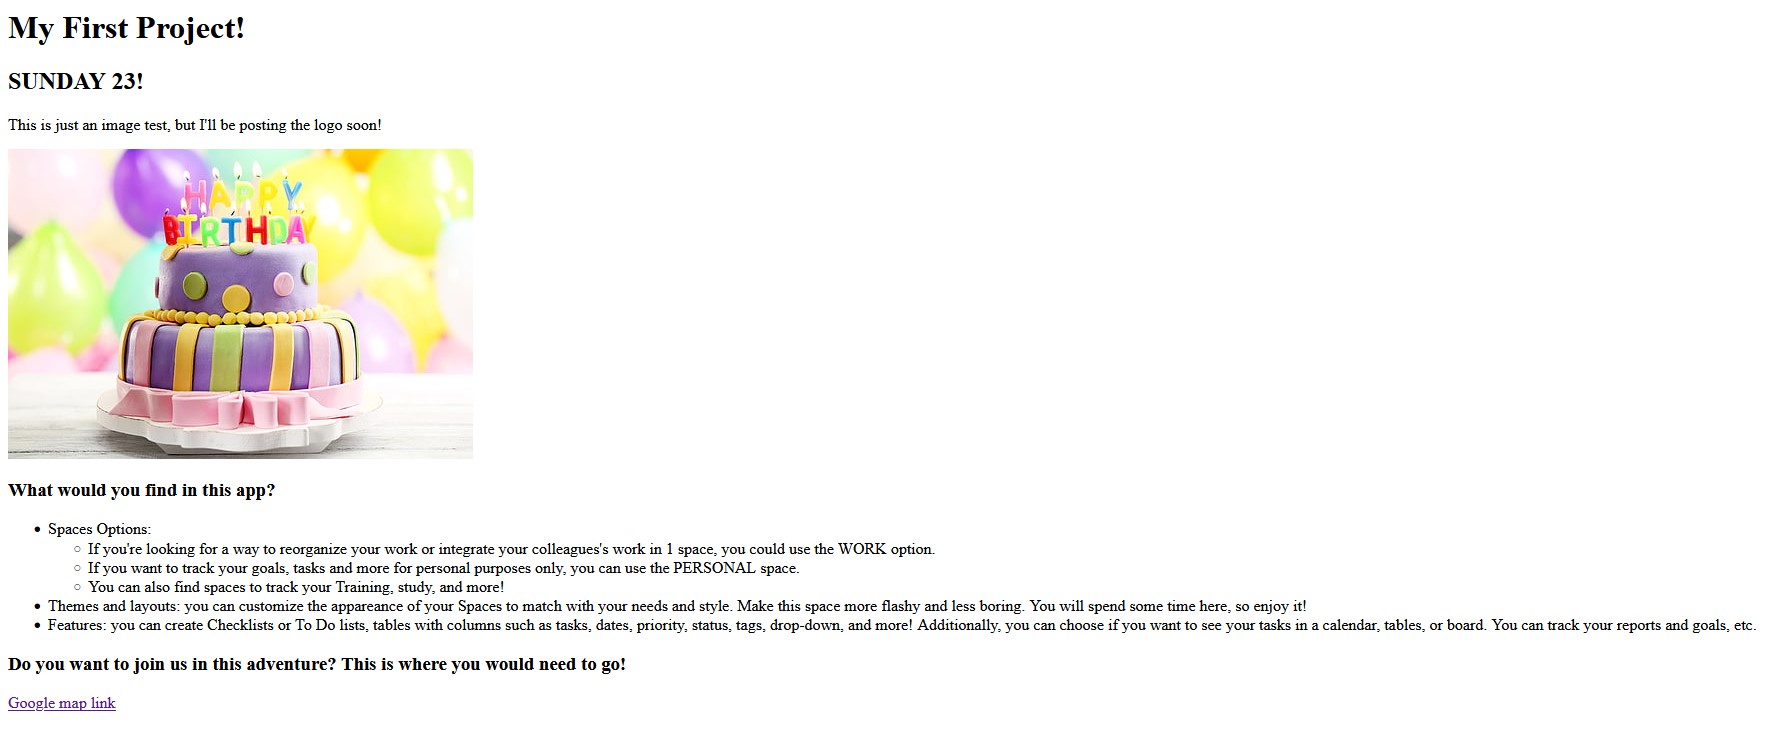 My First Project!
SUNDAY 23!
This is just an image test, but I'll be posting the logo soon!
HAPPY
BIRTHDAY
What would you find in this app?
• Spaces Options:
○ If you're looking for a way to reorganize your work or integrate your colleagues's work in 1 space, you could use the WORK option.
○ If you want to track your goals, tasks and more for personal purposes only, you can use the PERSONAL space.
○ You can also find spaces to track your Training, study, and more!
• Themes and layouts: you can customize the appareance of your Spaces to match with your needs and style. Make this space more flashy and less boring. You will spend some time here, so enjoy it!
• Features: you can create Checklists or To Do lists, tables with columns such as tasks, dates, priority, status, tags, drop-down, and more! Additionally, you can choose if you want to see your tasks in a calendar, tables, or board. You can track your reports and goals, etc.
Do you want to join us in this adventure? This is where you would need to go!
Google map link